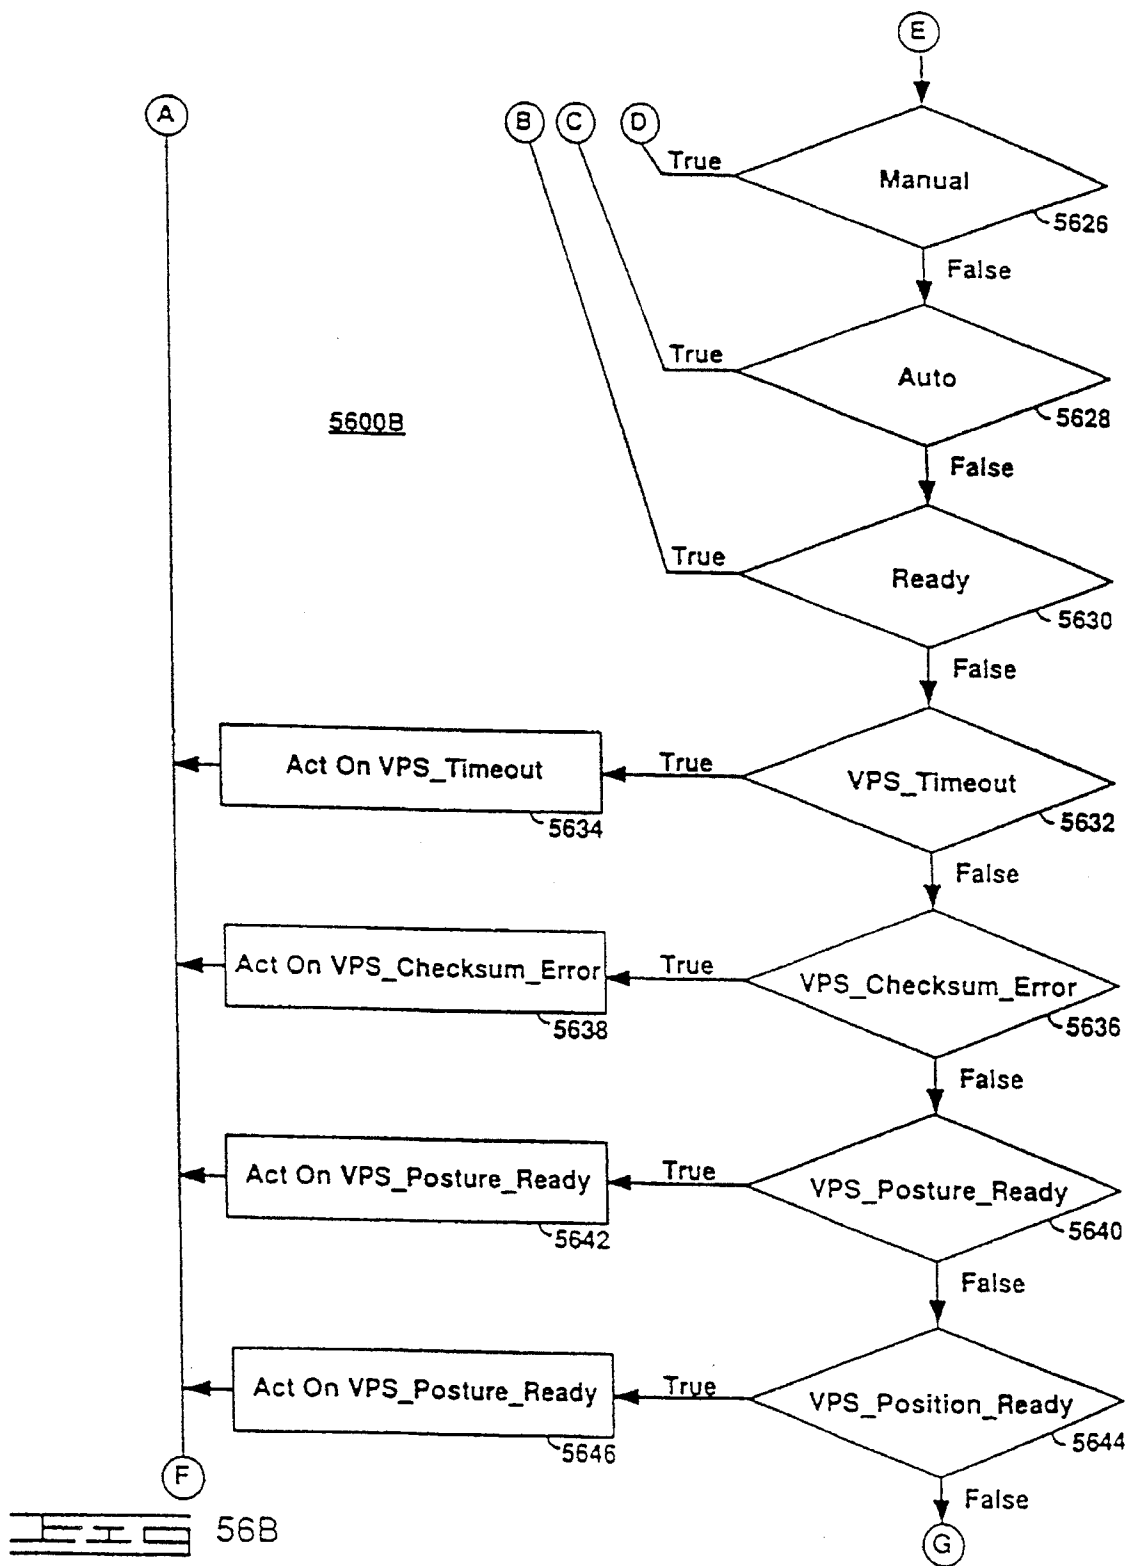 E
A
B
C
D
True
Manual
5626
False
True
Auto
5628
5600B
False
True
Ready
5630
False
Act On VPS_Timeout
5634
True
VPS_Timeout
5632
False
Act On VPS_Checksum_Error
5638
True
VPS_Checksum_Error
5636
False
Act On VPS_Posture_Ready
5642
True
VPS_Posture_Ready
5640
False
Act On VPS_Posture_Ready
5646
True
VPS_Position_Ready
5644
False
F
G
FIG 56B